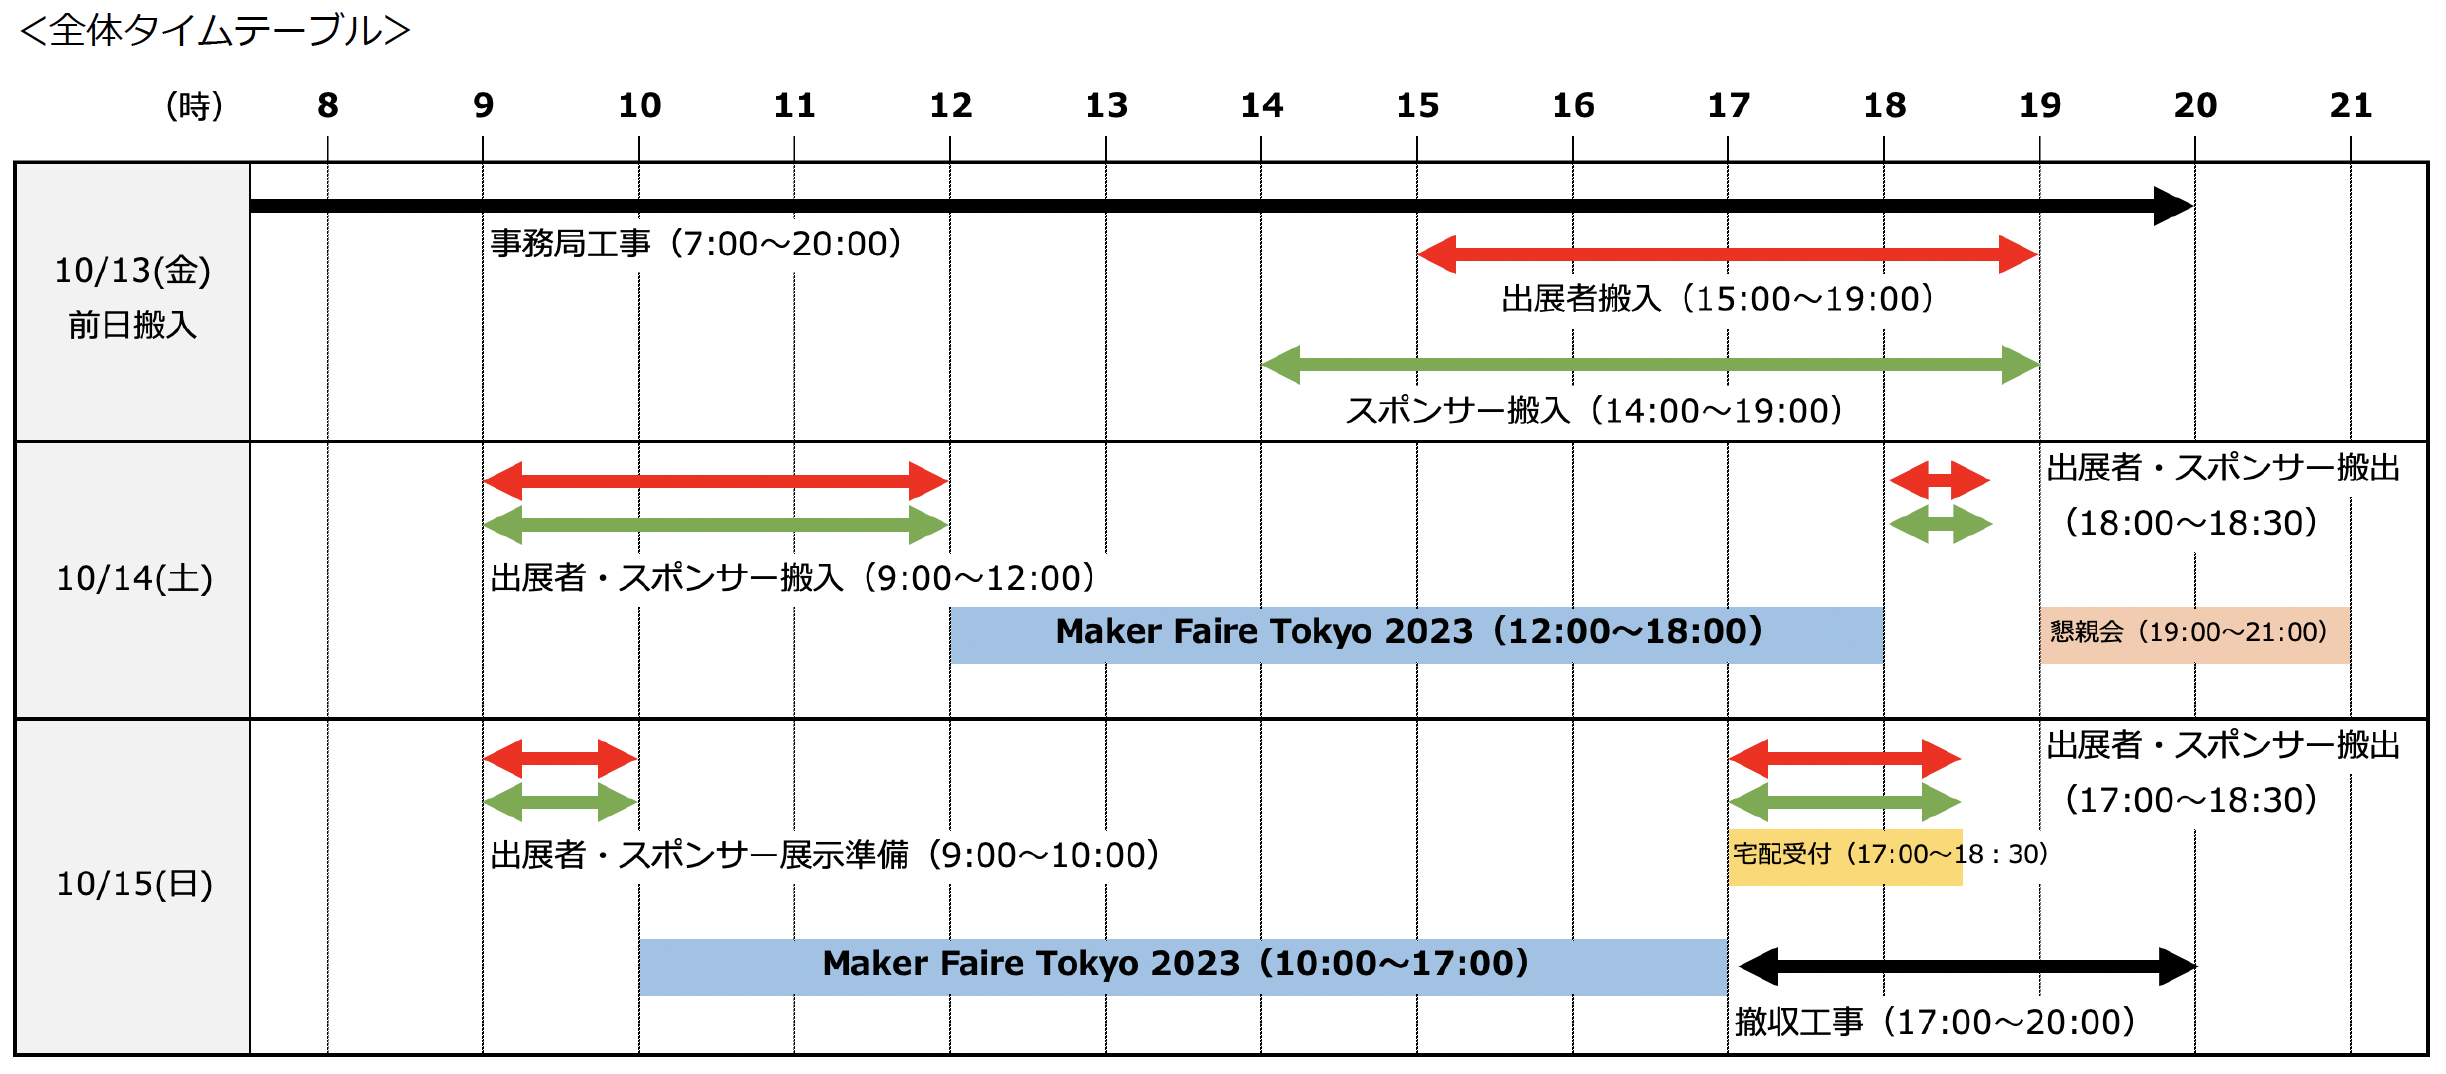 ＜全体タイムテーブル＞
（時） 8 9 10 11 12 13 14 15 16 17 18 19 20 21
10/13(金)
前日搬入
事務局工事（7:00～20:00）
出展者搬入（15:00～19:00）
スポンサー搬入（14:00～19:00）
10/14(土)
出展者・スポンサー搬入（9:00～12:00）
出展者・スポンサー搬出
（18:00～18:30）
Maker Faire Tokyo 2023（12:00～18:00）
懇親会（19:00～21:00）
10/15(日)
出展者・スポンサー展示準備（9:00～10:00）
出展者・スポンサー搬出
（17:00～18:30）
宅配受付（17:00～18：30）
Maker Faire Tokyo 2023（10:00～17:00）
撤収工事（17:00～20:00）